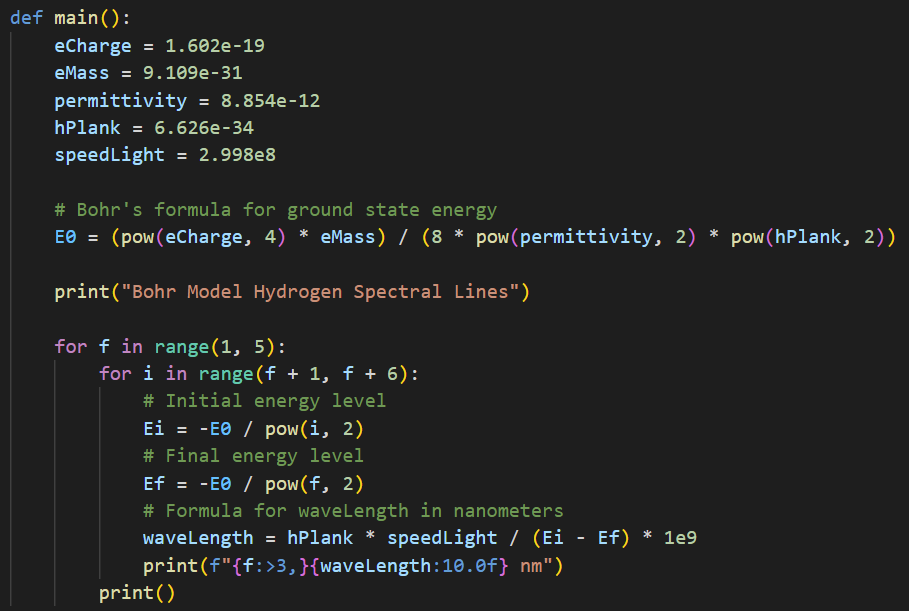 def main():
    eCharge = 1.602e-19
    eMass = 9.109e-31
    permittivity = 8.854e-12
    hPlank = 6.626e-34
    speedLight = 2.998e8

    # Bohr's formula for ground state energy
    E0 = (pow(eCharge, 4) * eMass) / (8 * pow(permittivity, 2) * pow(hPlank, 2))

    print("Bohr Model Hydrogen Spectral Lines")

    for f in range(1, 5):
        for i in range(f + 1, f + 6):
            # Initial energy level
            Ei = -E0 / pow(i, 2)
            # Final energy level
            Ef = -E0 / pow(f, 2)
            # Formula for waveLength in nanometers
            waveLength = hPlank * speedLight / (Ei - Ef) * 1e9
            print(f"{f:>3,}{waveLength:10.0f} nm")
        print()